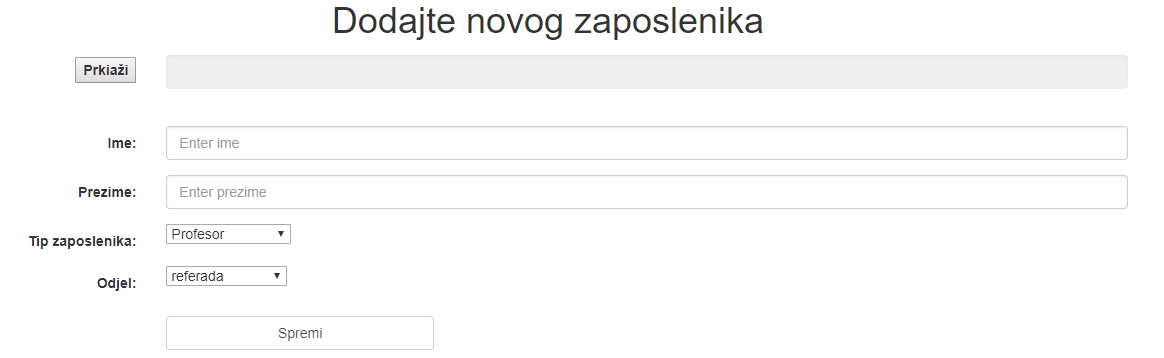 Dodajte novog zaposlenika
Prkiaži
Ime: Enter ime
Prezime: Enter prezime
Tip zaposlenika: Profesor
Odjel: referada
Spremi